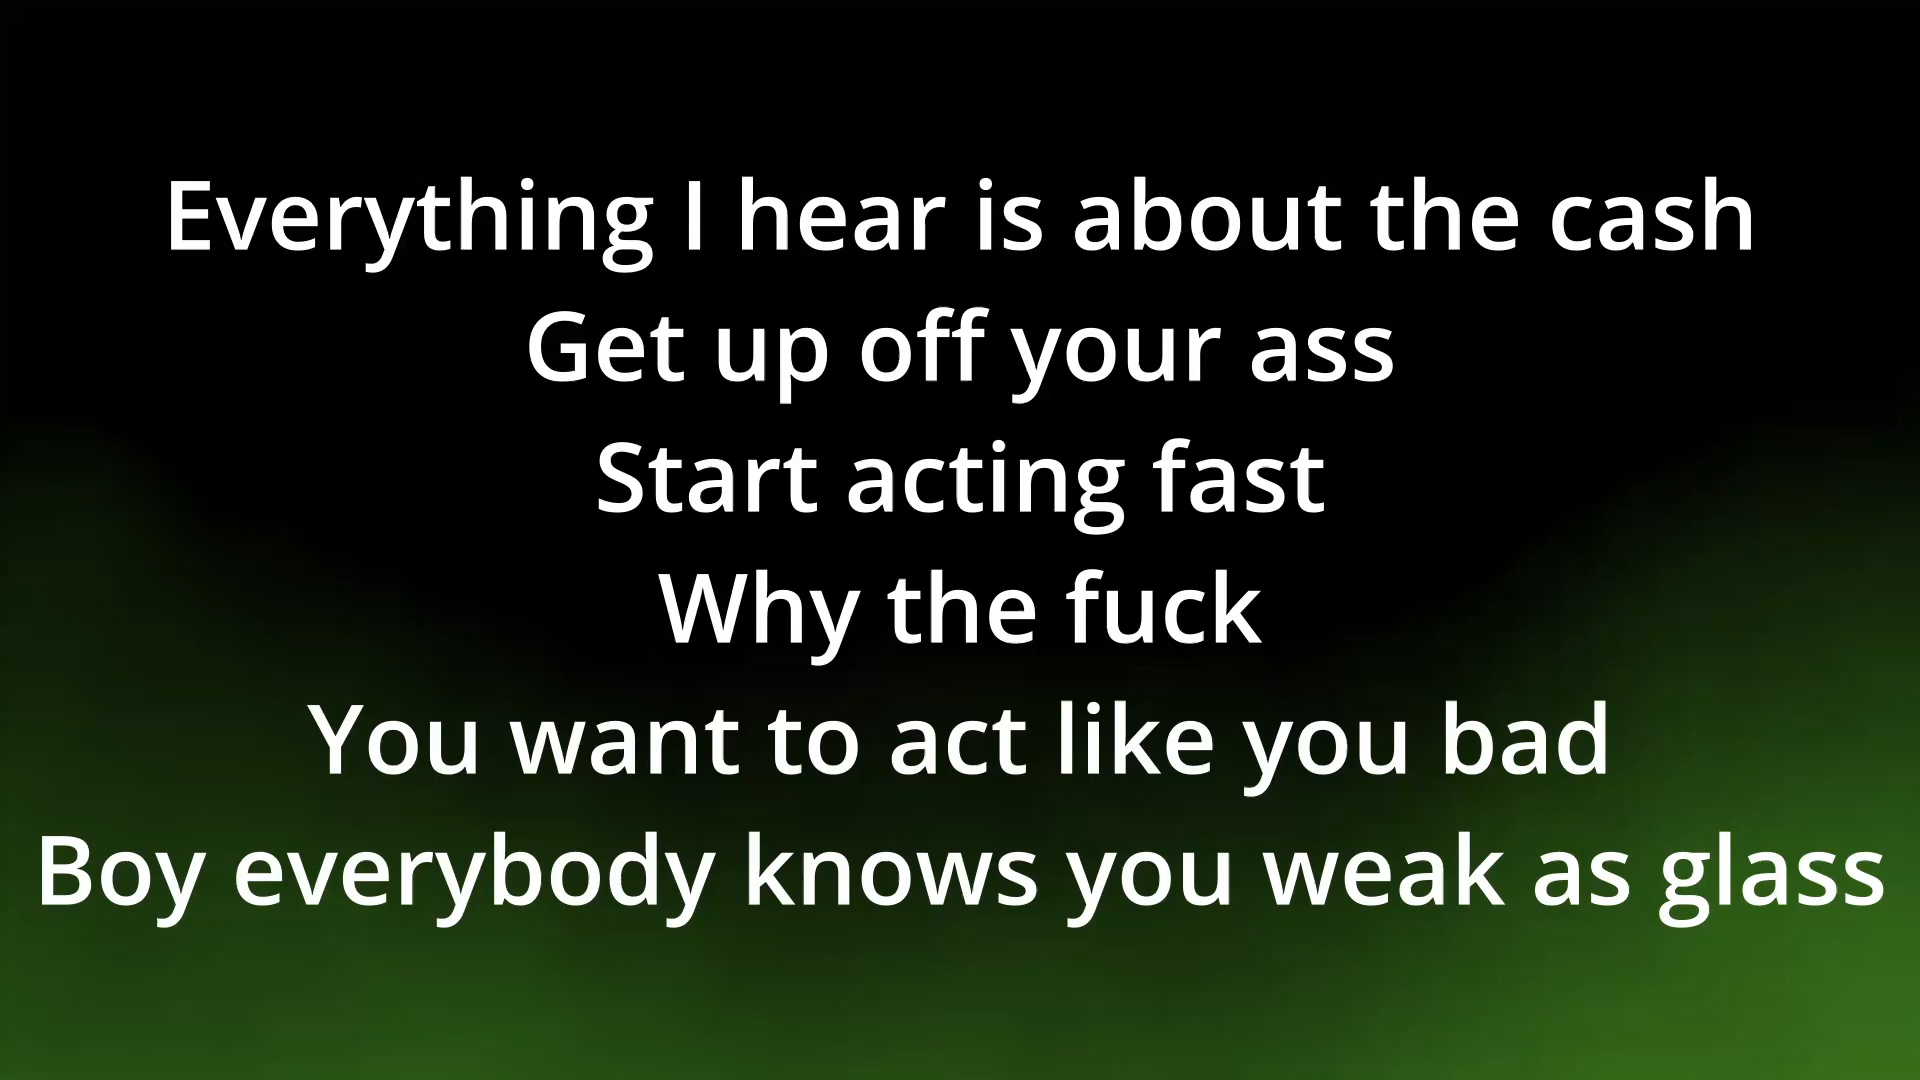 Everything I hear is about the cash
Get up off your ass
Start acting fast
Why the fuck
You want to act like you bad
Boy everybody knows you weak as glass